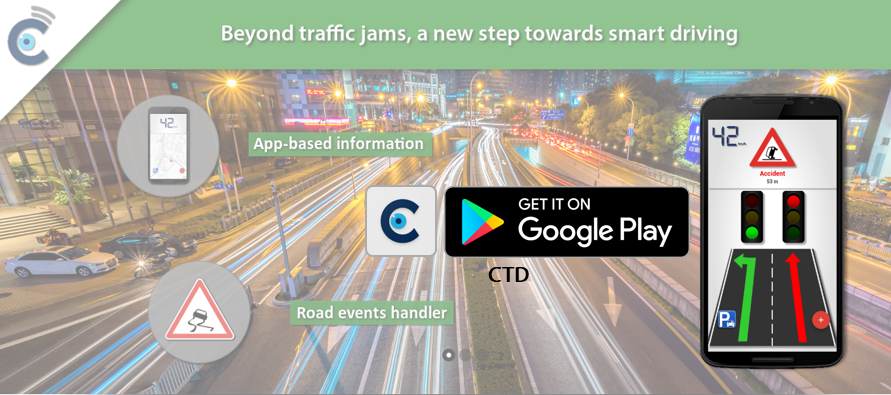 Beyond traffic jams, a new step towards smart driving
42
App-based information
GET IT ON
Google Play
CTD
Road events handler
42 km/h
Accident
53 m
P
+